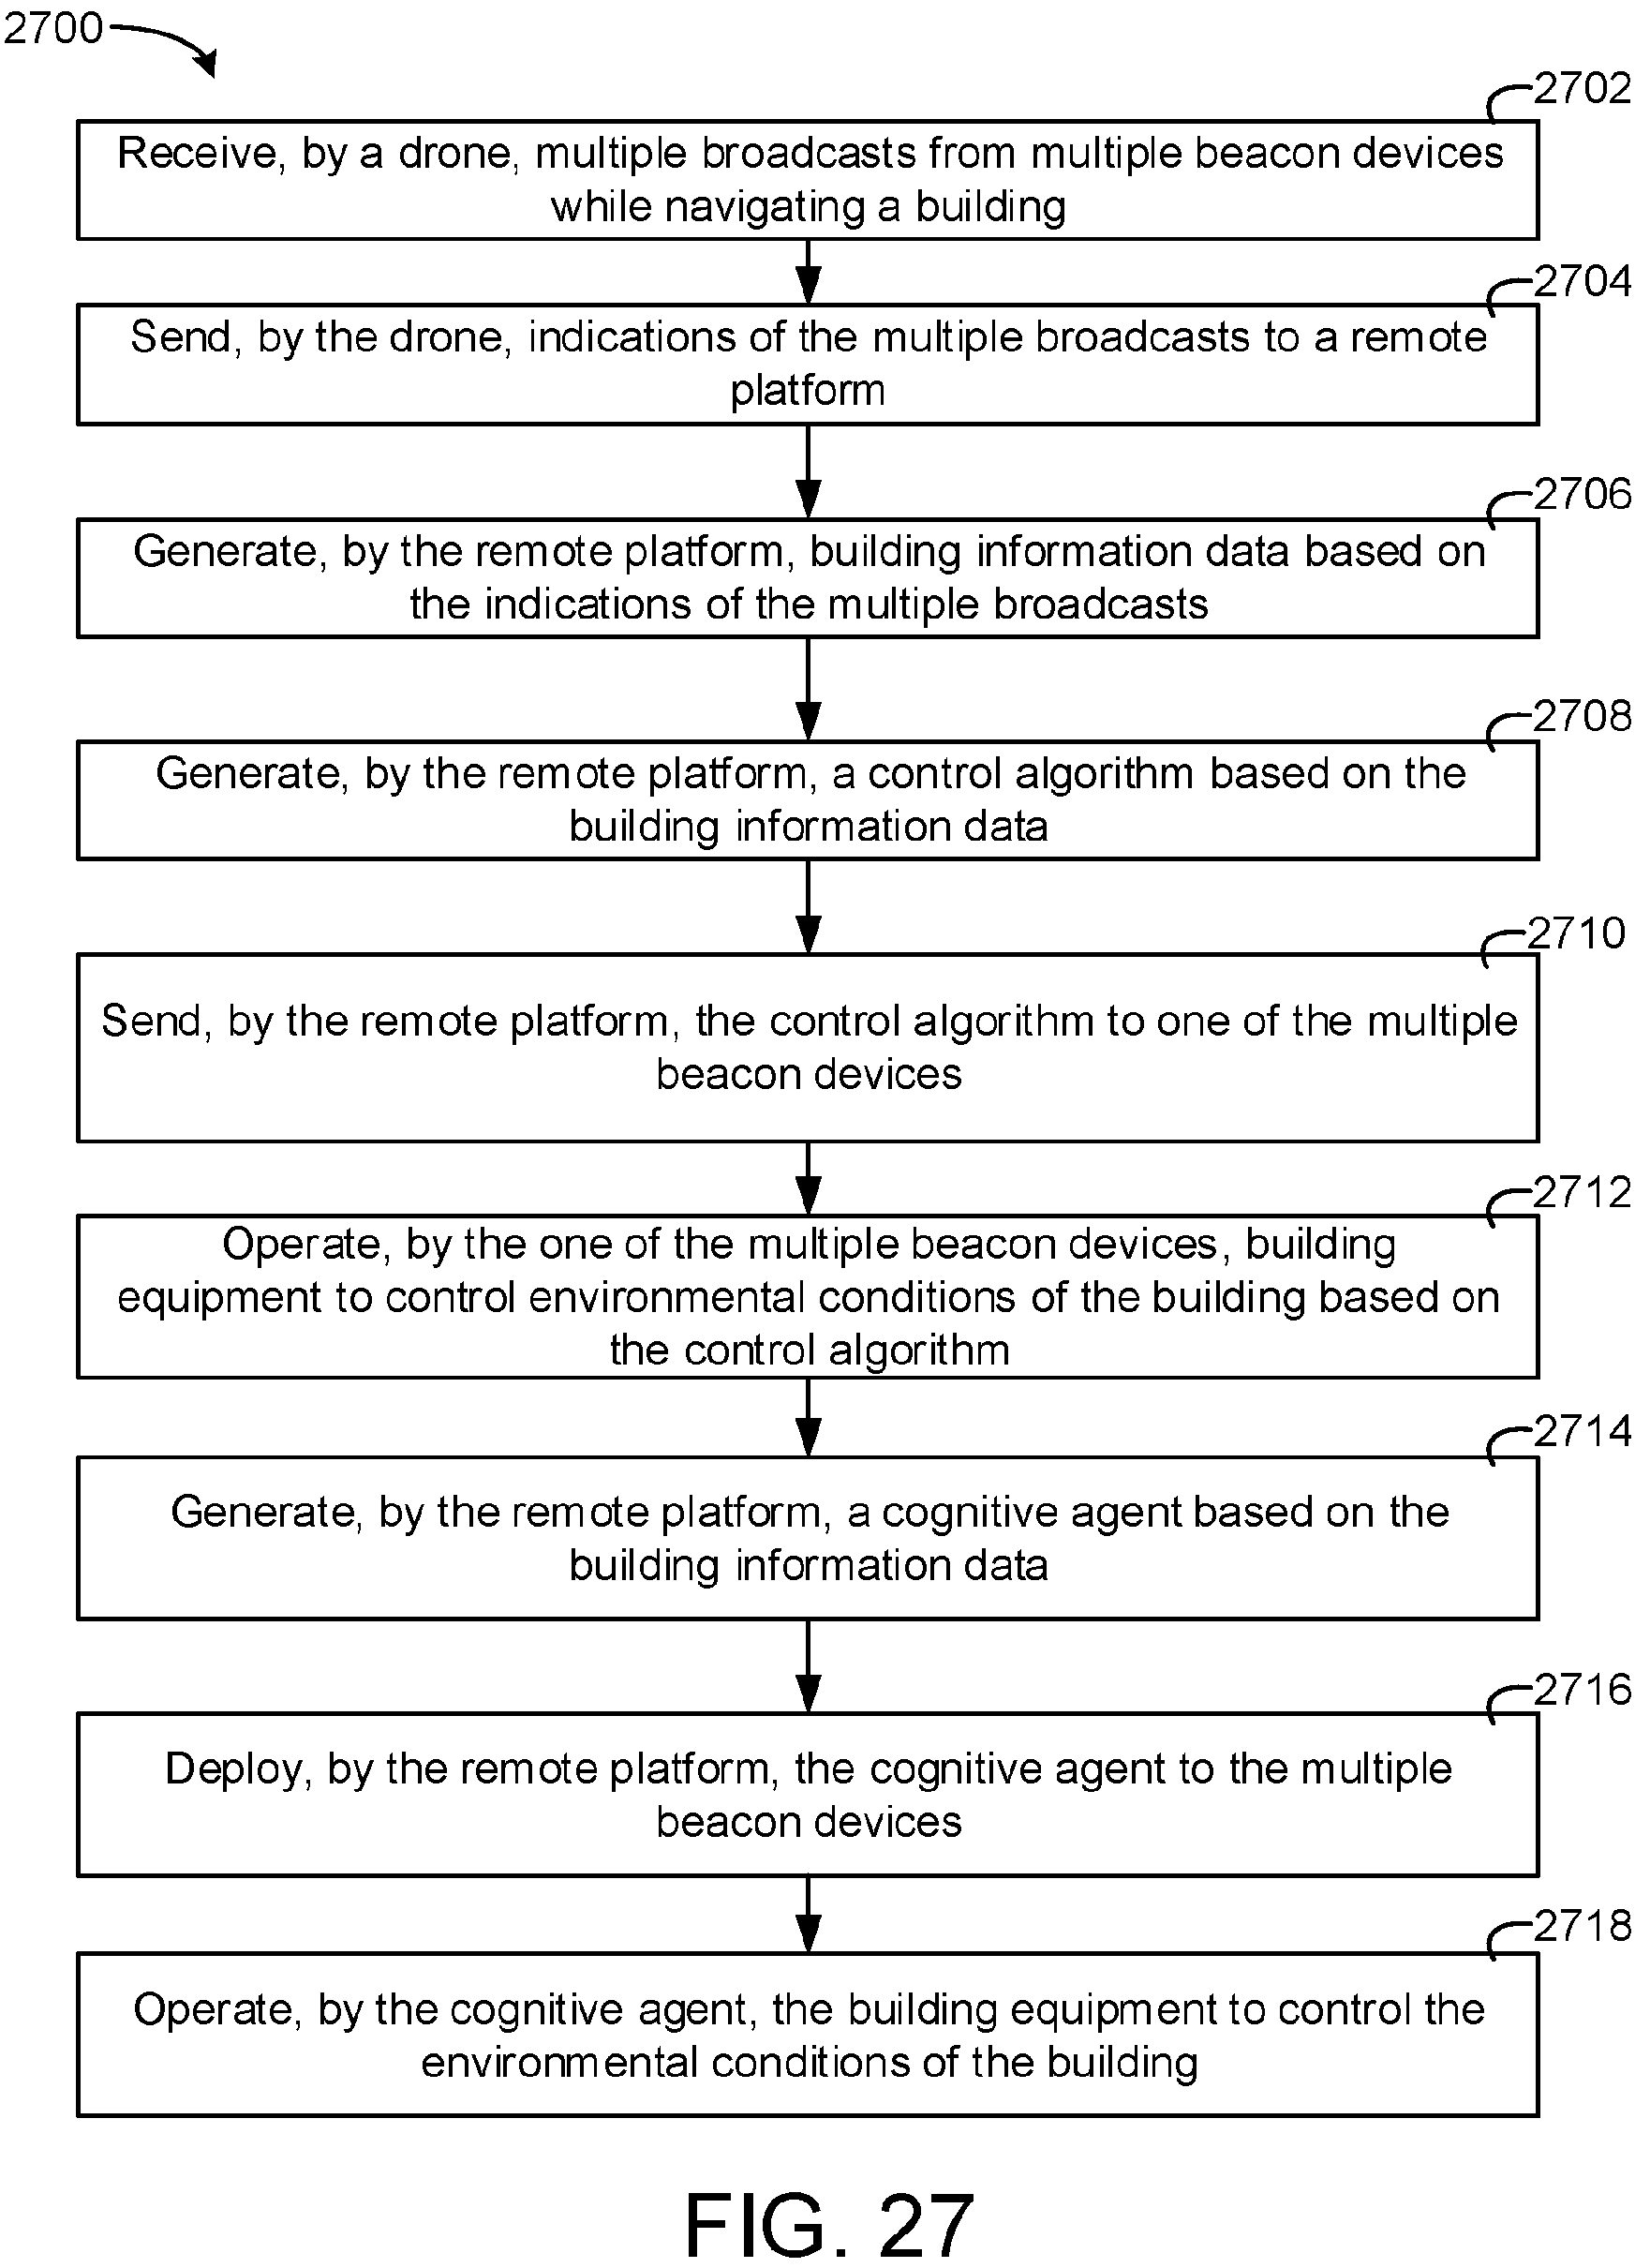 2700
2702
Receive, by a drone, multiple broadcasts from multiple beacon devices
while navigating a building
2704
Send, by the drone, indications of the multiple broadcasts to a remote
platform
2706
Generate, by the remote platform, building information data based on
the indications of the multiple broadcasts
2708
Generate, by the remote platform, a control algorithm based on the
building information data
2710
Send, by the remote platform, the control algorithm to one of the multiple
beacon devices
2712
Operate, by the one of the multiple beacon devices, building
equipment to control environmental conditions of the building based on
the control algorithm
2714
Generate, by the remote platform, a cognitive agent based on the
building information data
2716
Deploy, by the remote platform, the cognitive agent to the multiple
beacon devices
2718
Operate, by the cognitive agent, the building equipment to control the
environmental conditions of the building
FIG. 27